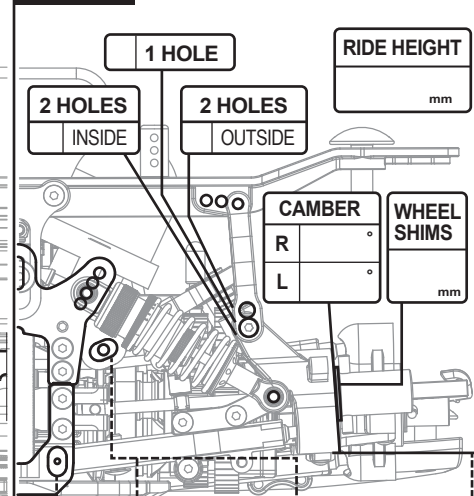 1 HOLE
RIDE HEIGHT
mm
2 HOLES
INSIDE
2 HOLES
OUTSIDE
CAMBER
R °
L °
WHEEL
SHIMS
mm